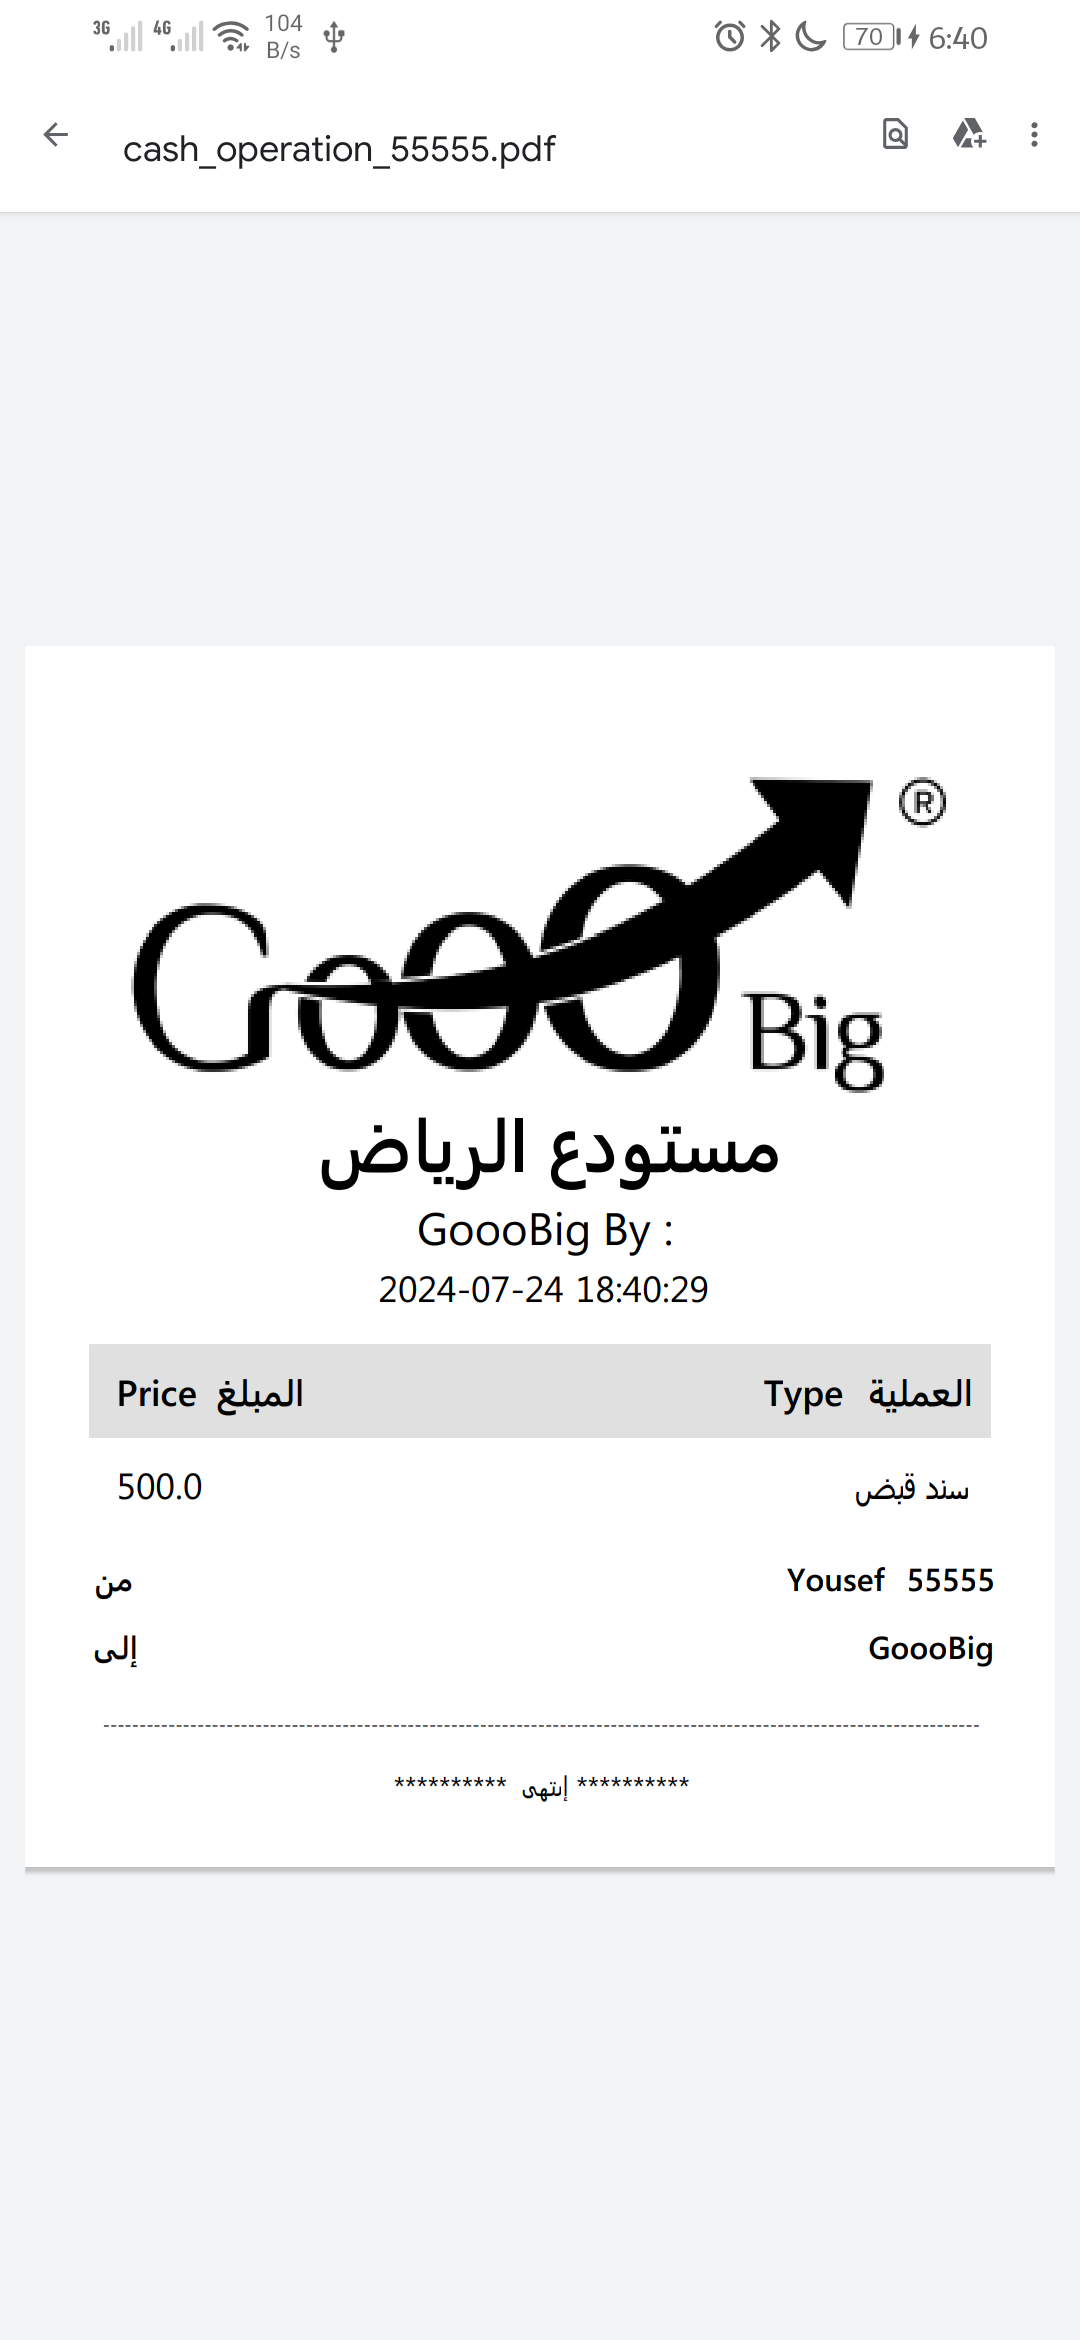 3G 4G 104 B/s 70 6:40
cash_operation_55555.pdf
GoooBig ®
مستودع الرياض
GoooBig By :
2024-07-24 18:40:29
العملية Type المبلغ Price
سند قبض 500.0
Yousef 55555 من
GoooBig إلى
********** إنتهى **********